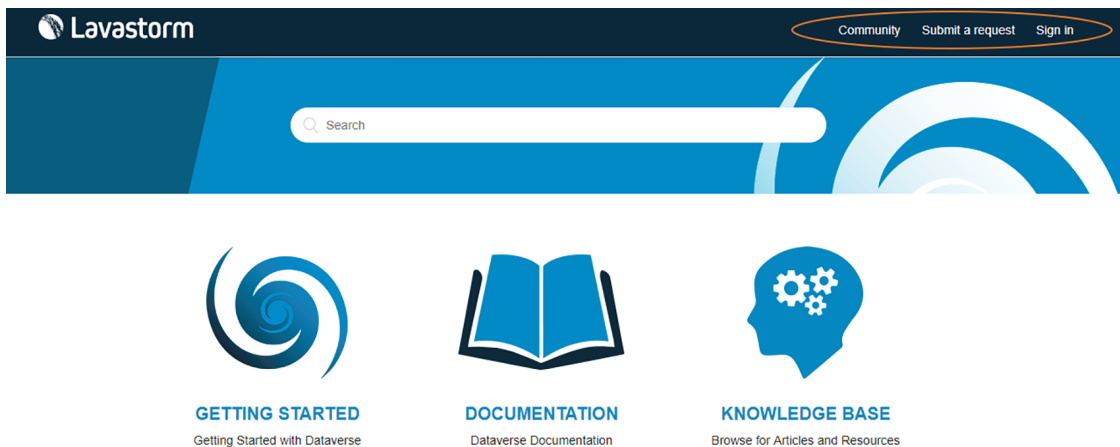 Lavastorm
Community Submit a request Sign in
Search
GETTING STARTED DOCUMENTATION KNOWLEDGE BASE
Getting Started with Dataverse Dataverse Documentation Browse for Articles and Resources